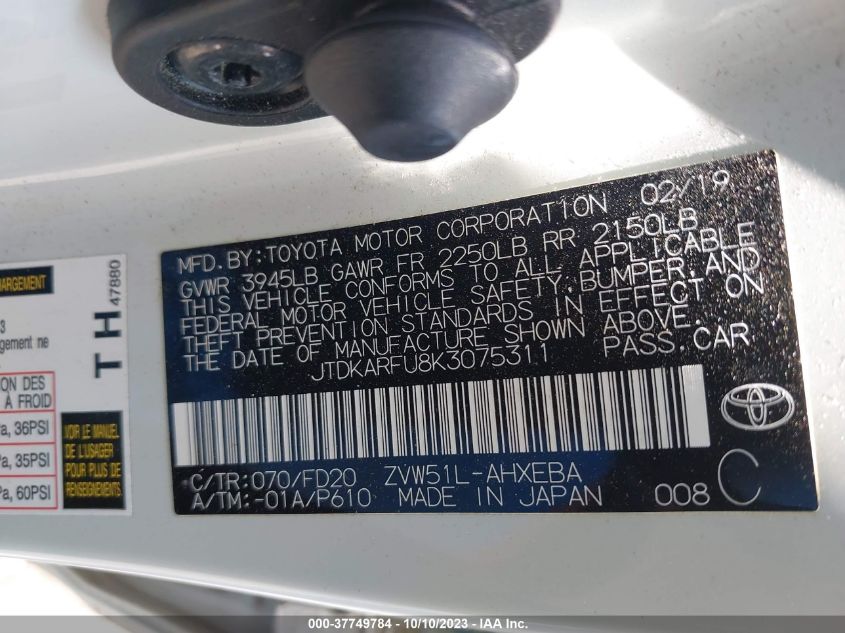 MFD. BY: TOYOTA MOTOR CORPORATION 02/19
GVWR 3945LB GAWR FR 2250LB RR 2150LB
THIS VEHICLE CONFORMS TO ALL APPLICABLE
FEDERAL MOTOR VEHICLE SAFETY, BUMPER, AND
THEFT PREVENTION STANDARDS IN EFFECT ON
THE DATE OF MANUFACTURE SHOWN ABOVE.
JTDKARFU8K3075311 PASS. CAR
C/TR: 070/FD20 ZVW51L-AHXEBA
A/TM: -01A/P610 MADE IN JAPAN 008 C
TH 47880
3
gement ne
ION DES
À FROID
a, 36PSI
a, 35PSI
a, 60PSI
VOIR LE MANUEL
DE L'USAGER
POUR PLUS DE
RENSEIGNEMENTS
000-37749784 - 10/10/2023 - IAA Inc.